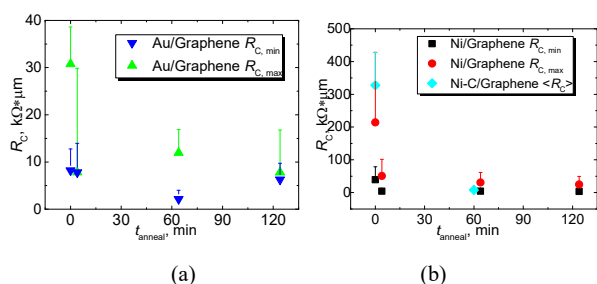 40
30
20
10
0
R_C, kΩ*μm
Au/Graphene R_C, min
Au/Graphene R_C, max
0 30 60 90 120
t_anneal, min
(a)
500
400
300
200
100
0
R_C, kΩ*μm
Ni/Graphene R_C, min
Ni/Graphene R_C, max
Ni-C/Graphene <R_C>
0 30 60 90 120
t_anneal, min
(b)